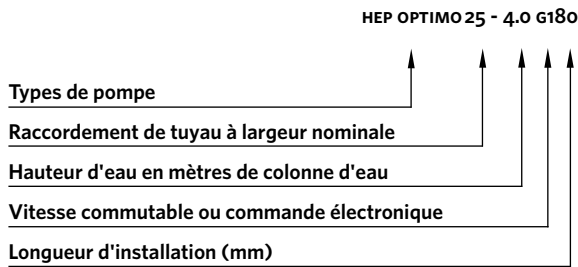 HEP OPTIMO 25 - 4.0 G180
Types de pompe
Raccordement de tuyau à largeur nominale
Hauteur d'eau en mètres de colonne d'eau
Vitesse commutable ou commande électronique
Longueur d'installation (mm)